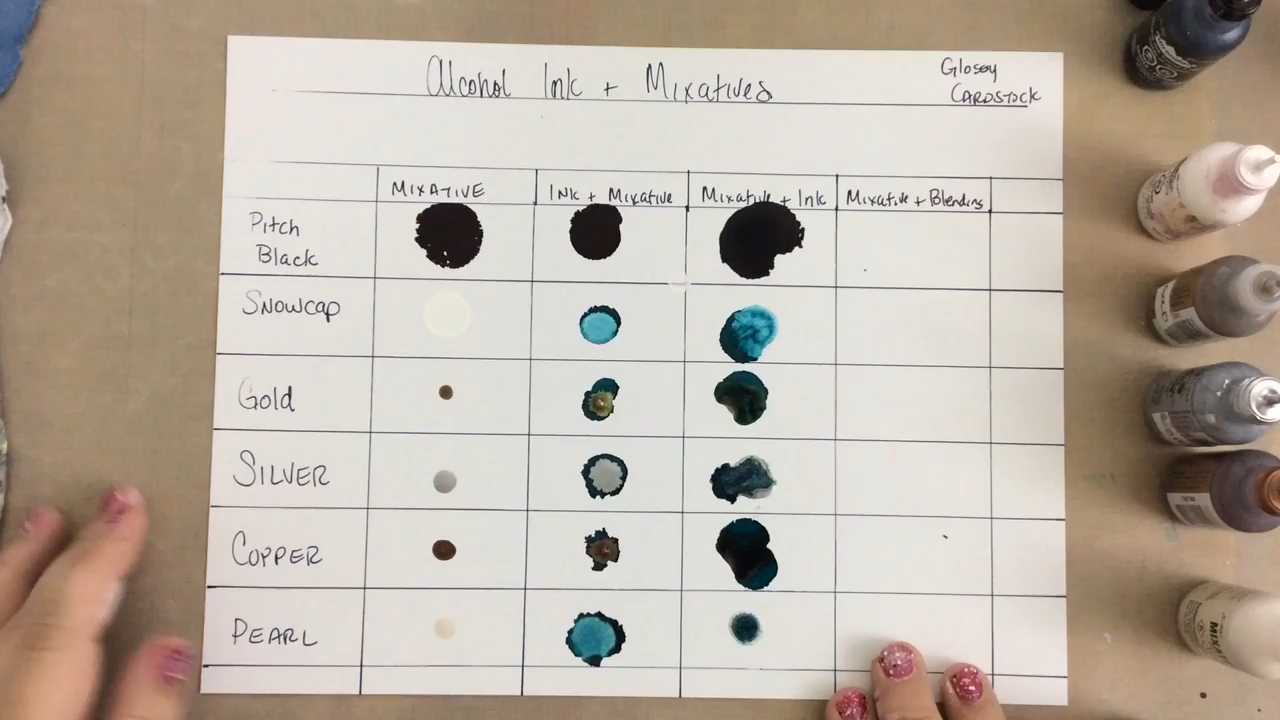 Alcohol Ink + Mixatives
Glossy
CARDSTOCK
MIXATIVE
INK + Mixative
Mixative + Ink
Mixative + Blending
Pitch
Black
SNOWCAP
Gold
SILVER
COPPER
PEARL